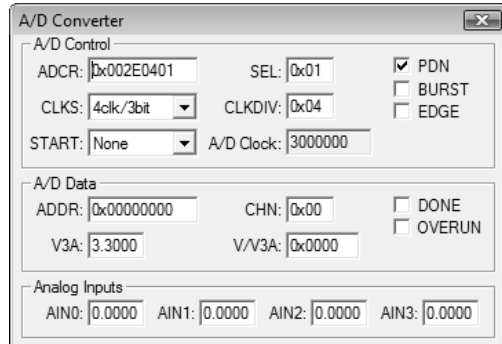 A/D Converter
A/D Control
ADCR: 0x002E0401 SEL: 0x01 PDN
BURST
CLKS: 4clk/3bit CLKDIV: 0x04 EDGE
START: None A/D Clock: 3000000
A/D Data
ADDR: 0x00000000 CHN: 0x00 DONE
OVERUN
V3A: 3.3000 V/V3A: 0x0000
Analog Inputs
AIN0: 0.0000 AIN1: 0.0000 AIN2: 0.0000 AIN3: 0.0000